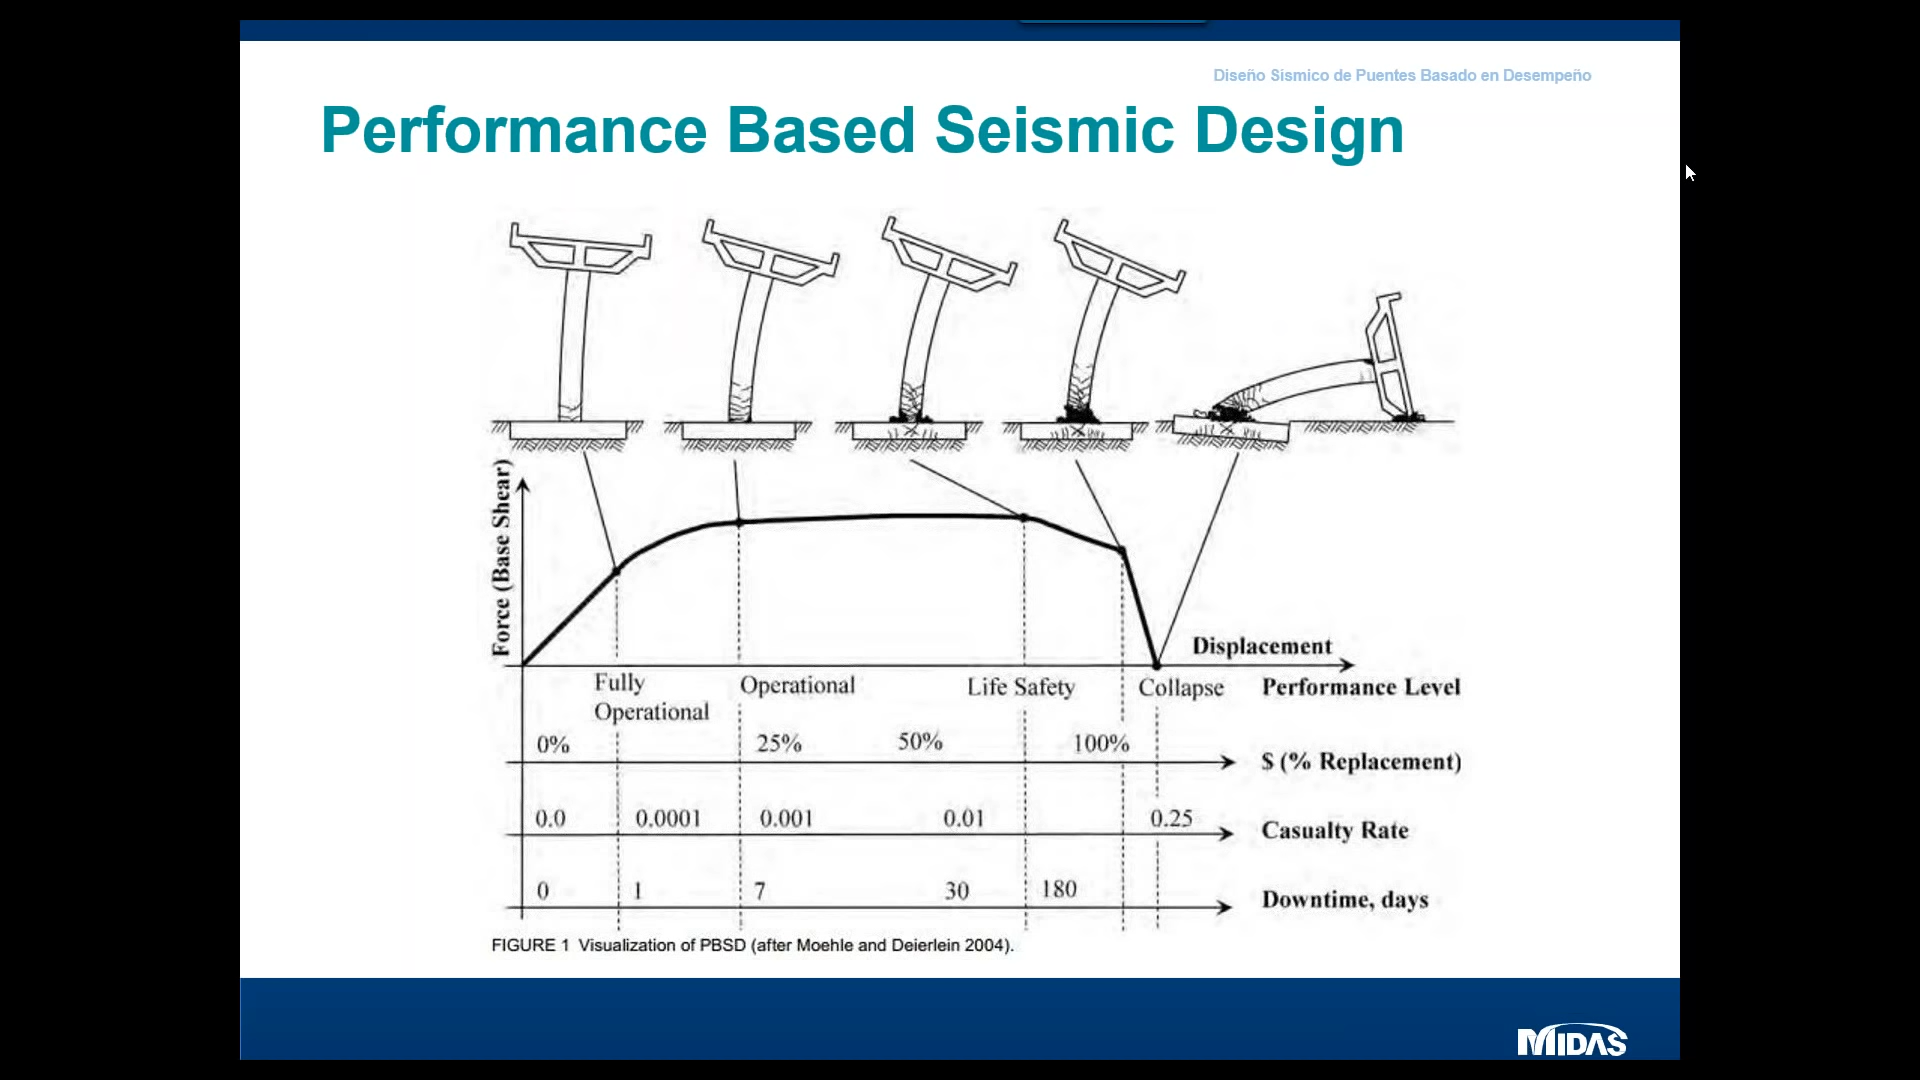 Diseño Sísmico de Puentes Basado en Desempeño
Performance Based Seismic Design
Force (Base Shear)
Displacement
Fully
Operational
Operational
Life Safety
Collapse
Performance Level
0%
25%
50%
100%
$ (% Replacement)
0.0
0.0001
0.001
0.01
0.25
Casualty Rate
0
1
7
30
180
Downtime, days
FIGURE 1 Visualization of PBSD (after Moehle and Deierlein 2004).
MIDAS